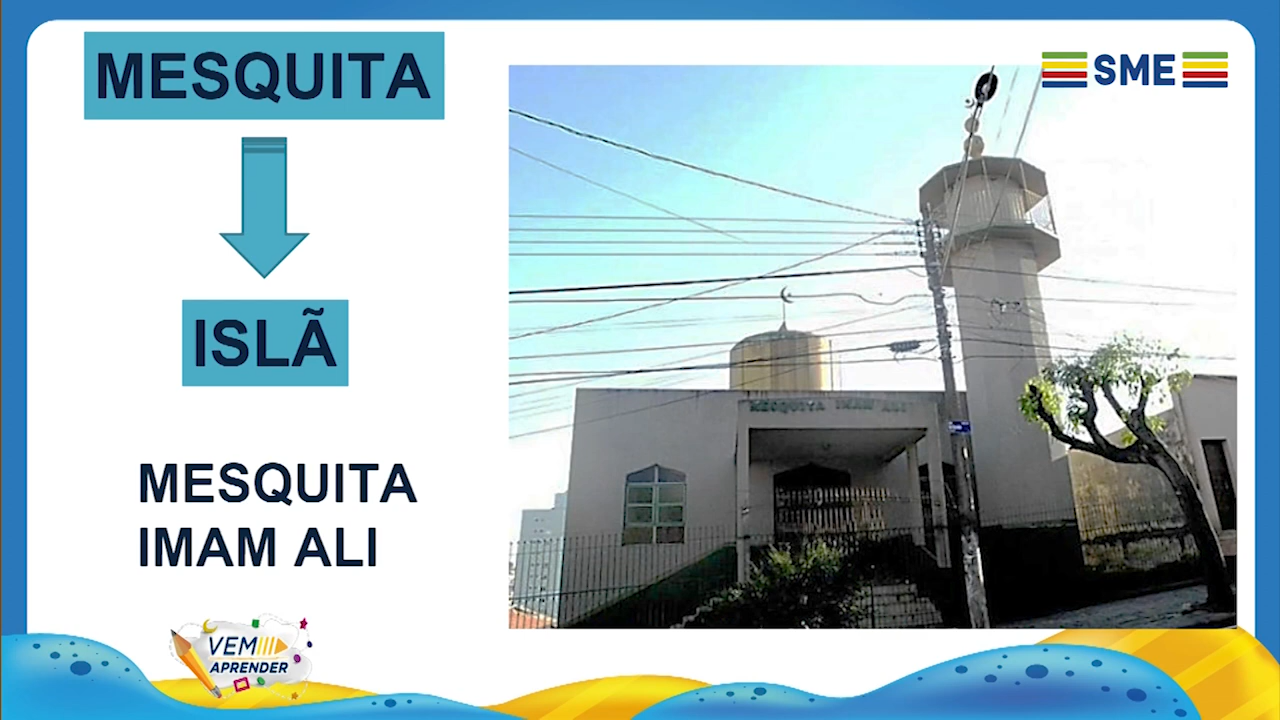 MESQUITA
ISLÃ
MESQUITA
IMAM ALI
SME
MESQUITA IMAM ALI
VEM
APRENDER